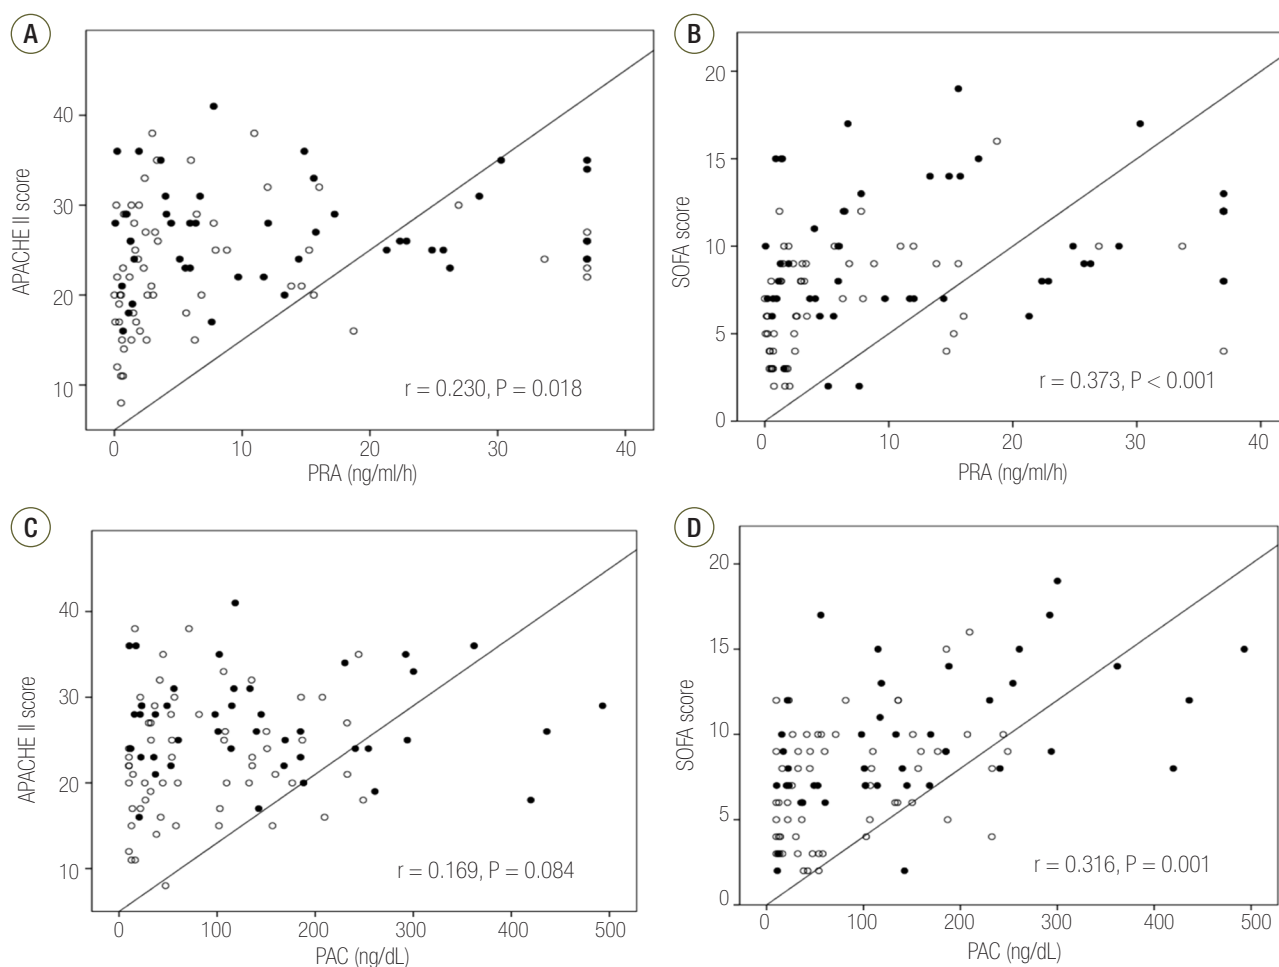 A
APACHE II score
40
30
20
10
0 10 20 30 40
PRA (ng/ml/h)
r = 0.230, P = 0.018
B
SOFA score
20
15
10
5
0
0 10 20 30 40
PRA (ng/ml/h)
r = 0.373, P < 0.001
C
APACHE II score
40
30
20
10
0 100 200 300 400 500
PAC (ng/dL)
r = 0.169, P = 0.084
D
SOFA score
20
15
10
5
0
0 100 200 300 400 500
PAC (ng/dL)
r = 0.316, P = 0.001